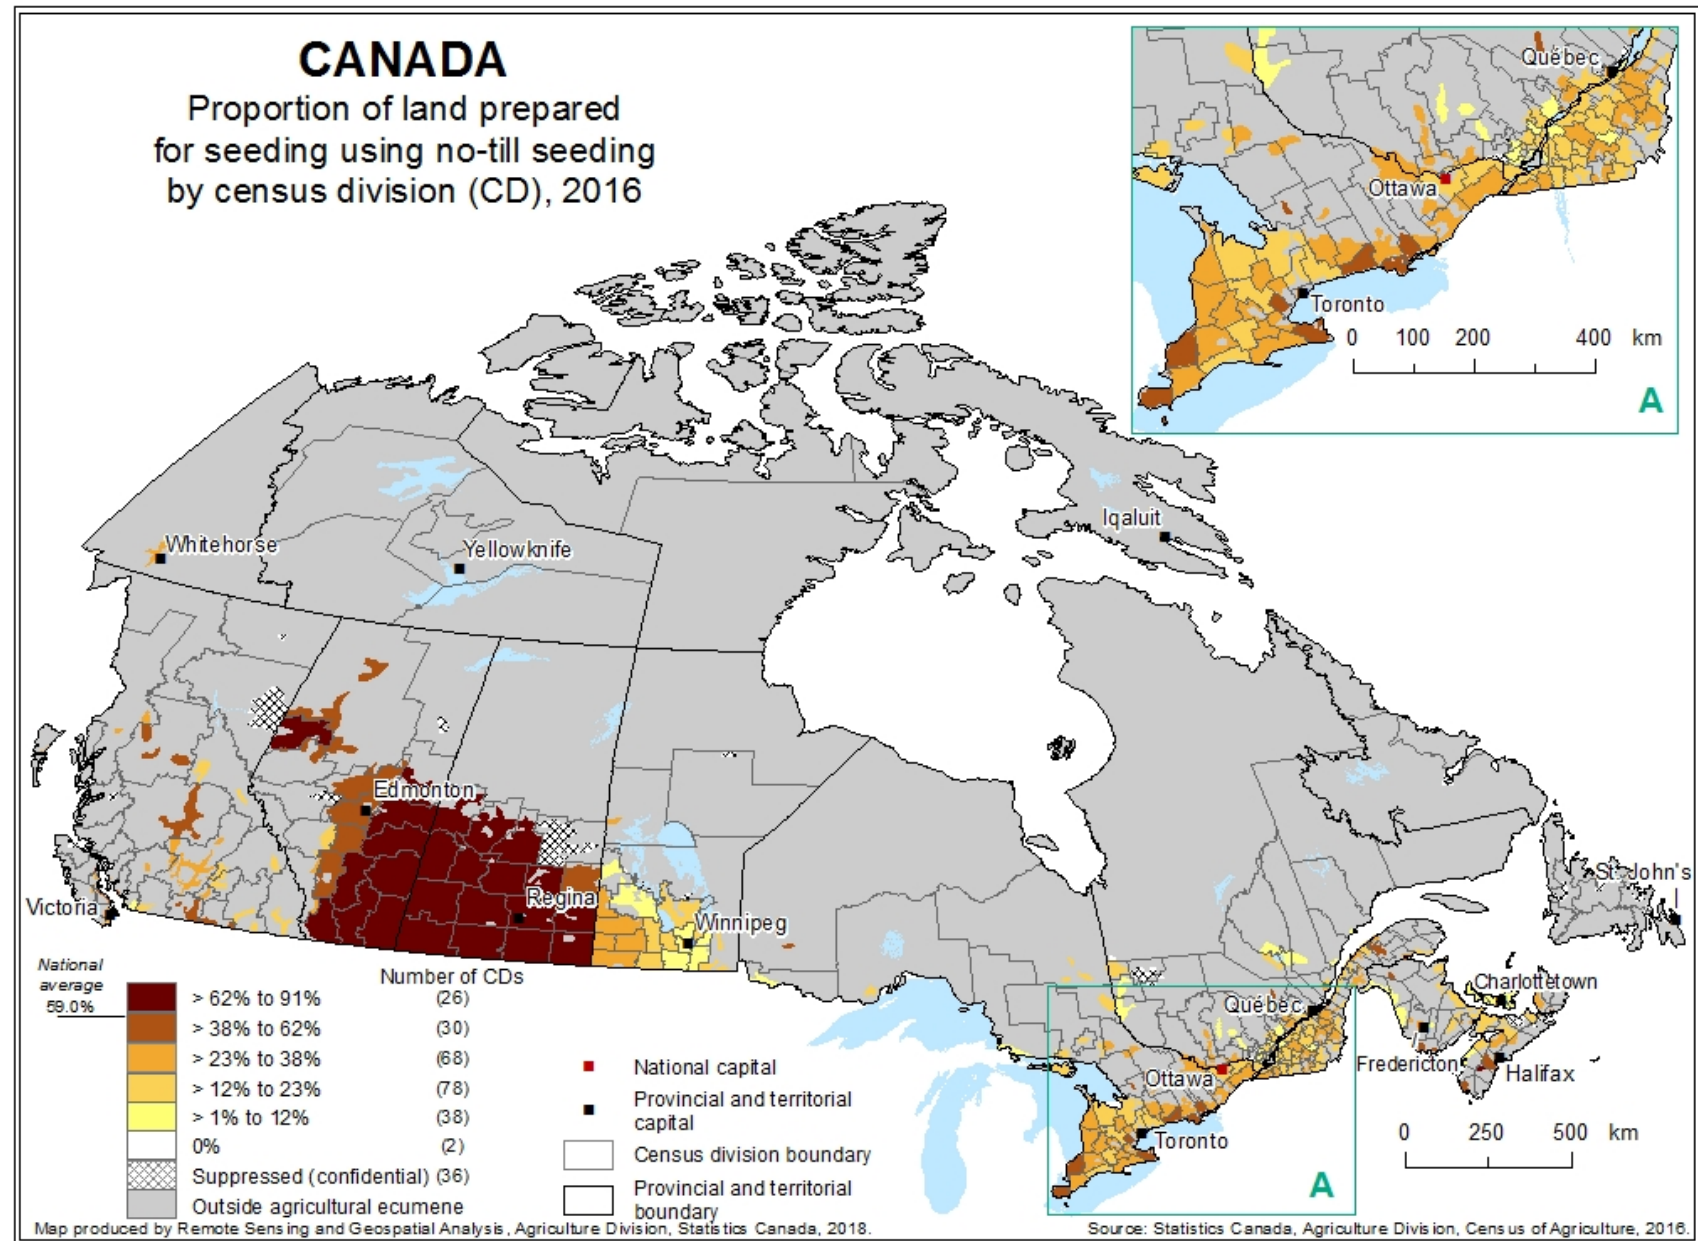 CANADA
Proportion of land prepared
for seeding using no-till seeding
by census division (CD), 2016
Québec
Ottawa
Toronto
0 100 200 400 km
A
Whitehorse
Yellowknife
Iqaluit
Edmonton
Regina
Winnipeg
Victoria
St. John's
Charlottetown
Québec
Fredericton
Halifax
Ottawa
Toronto
A
0 250 500 km
National
average
59.0%
Number of CDs
> 62% to 91% (26)
> 38% to 62% (30)
> 23% to 38% (68)
> 12% to 23% (78)
> 1% to 12% (38)
0% (2)
Suppressed (confidential) (36)
Outside agricultural ecumene
National capital
Provincial and territorial
capital
Census division boundary
Provincial and territorial
boundary
Map produced by Remote Sensing and Geospatial Analysis, Agriculture Division, Statistics Canada, 2018.
Source: Statistics Canada, Agriculture Division, Census of Agriculture, 2016.